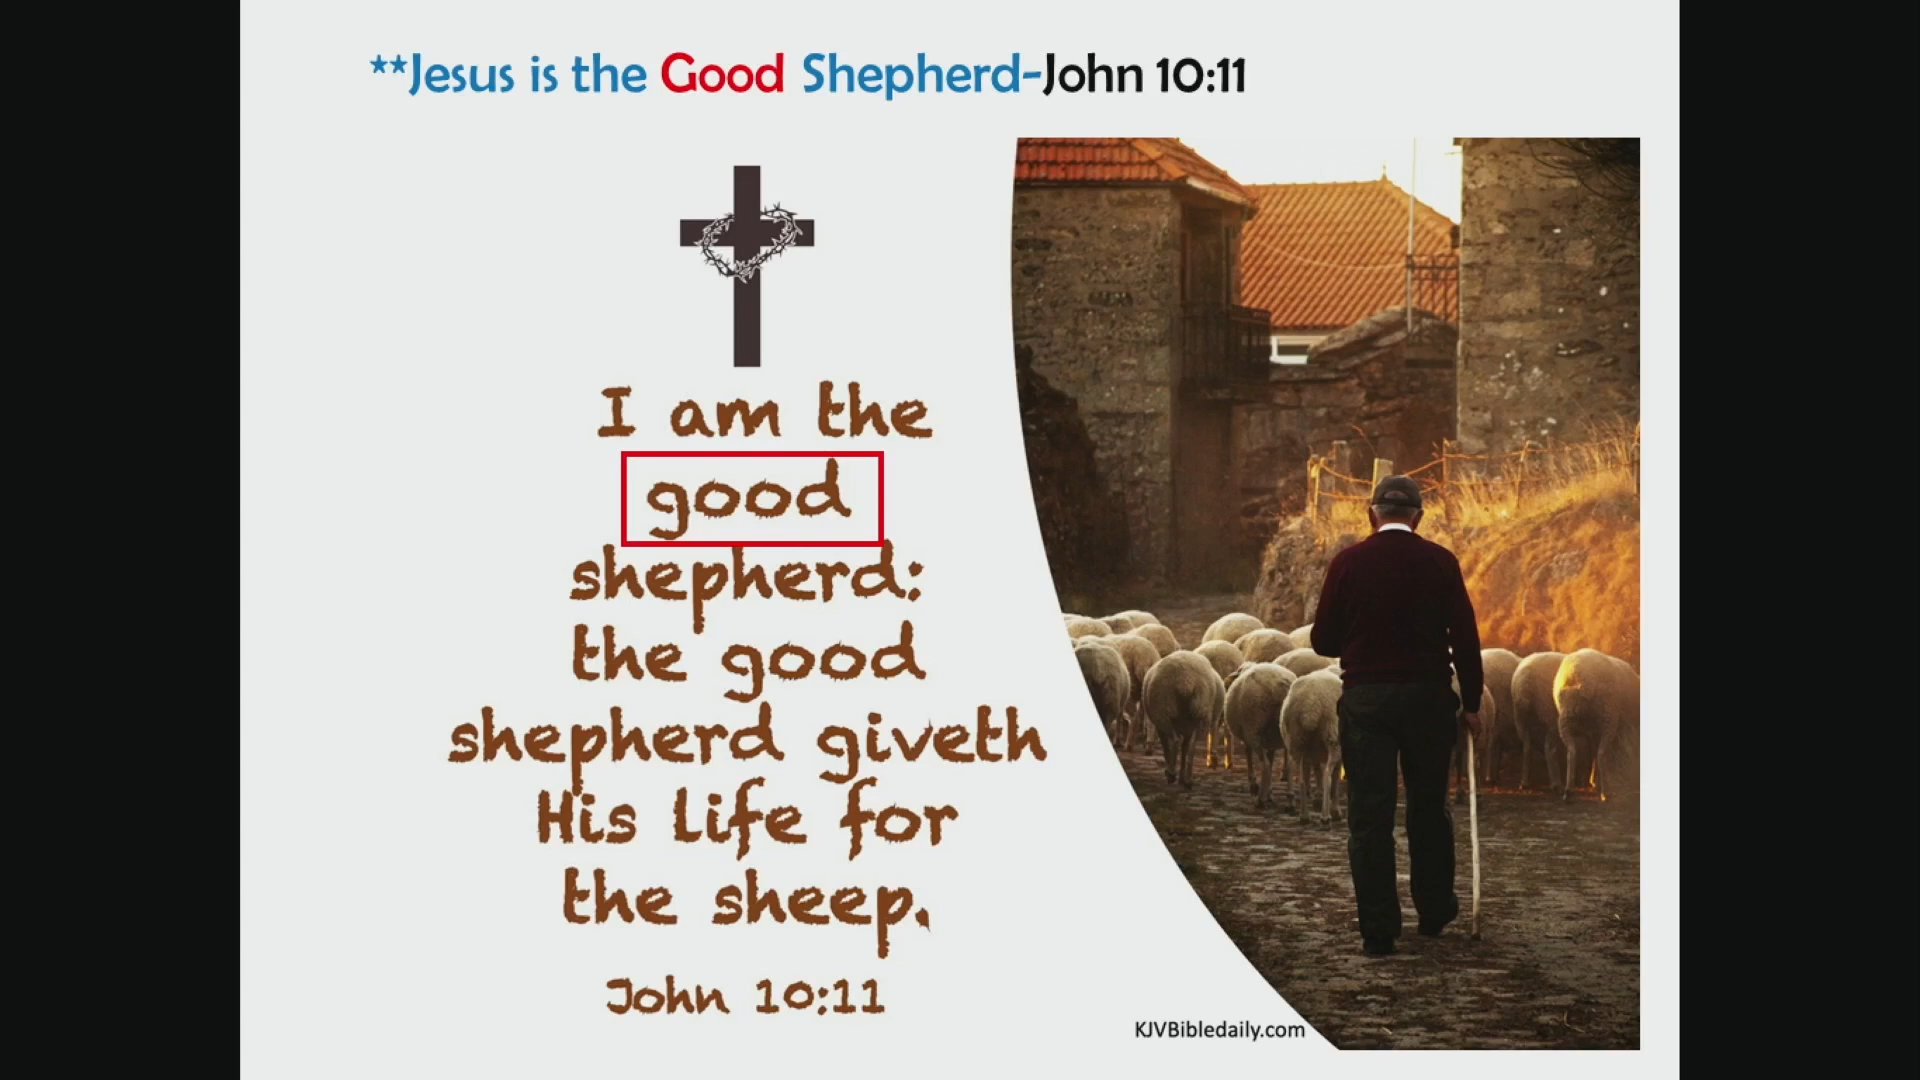 **Jesus is the Good Shepherd-John 10:11
I am the
good
shepherd:
the good
shepherd giveth
His life for
the sheep.
John 10:11
KJVBibledaily.com